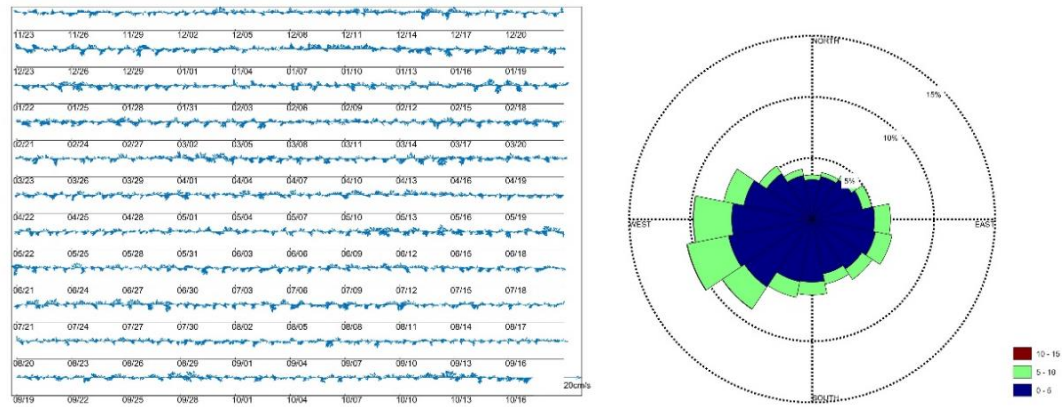 11/23 11/26 11/29 12/02 12/05 12/08 12/11 12/14 12/17 12/20
12/23 12/26 12/29 01/01 01/04 01/07 01/10 01/13 01/16 01/19
01/22 01/25 01/28 01/31 02/03 02/06 02/09 02/12 02/15 02/18
02/21 02/24 02/27 03/02 03/05 03/08 03/11 03/14 03/17 03/20
03/23 03/26 03/29 04/01 04/04 04/07 04/10 04/13 04/16 04/19
04/22 04/25 04/28 05/01 05/04 05/07 05/10 05/13 05/16 05/19
05/22 05/25 05/28 05/31 06/03 06/06 06/09 06/12 06/15 06/18
06/21 06/24 06/27 06/30 07/03 07/06 07/09 07/12 07/15 07/18
07/21 07/24 07/27 07/30 08/02 08/05 08/08 08/11 08/14 08/17
08/20 08/23 08/26 08/29 09/01 09/04 09/07 09/10 09/13 09/16
20cm/s
09/19 09/22 09/25 09/28 10/01 10/04 10/07 10/10 10/13 10/16
NORTH
15%
10%
5%
WEST
EAST
SOUTH
10 - 15
5 - 10